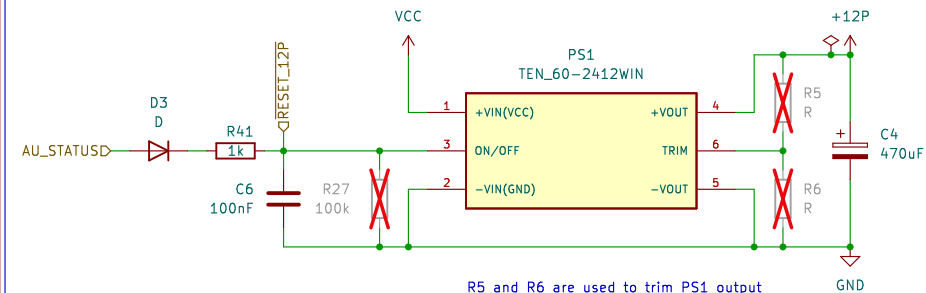 VCC
+12P
RESET_12P
PS1
TEN_60-2412WIN
D3
D
R41
1k
AU_STATUS
1
+VIN(VCC)
+VOUT
4
R5
R
3
ON/OFF
TRIM
6
+
C4
470uF
2
-VIN(GND)
-VOUT
5
R6
R
C6
100nF
R27
100k
GND
R5 and R6 are used to trim PS1 output